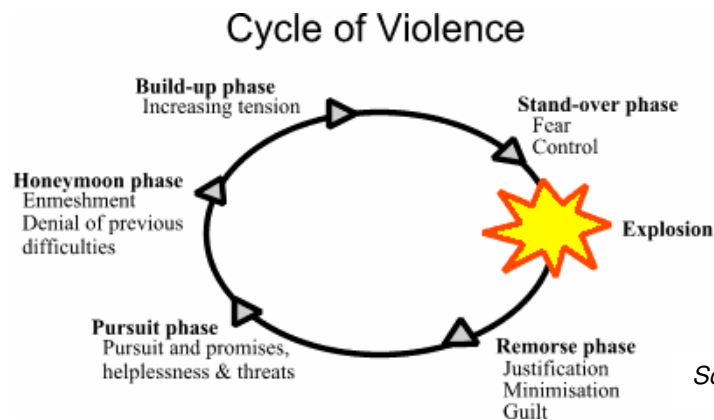 Cycle of Violence
Build-up phase
Increasing tension
Stand-over phase
Fear
Control
Explosion
Remorse phase
Justification
Minimisation
Guilt
Pursuit phase
Pursuit and promises,
helplessness & threats
Honeymoon phase
Enmeshment
Denial of previous
difficulties